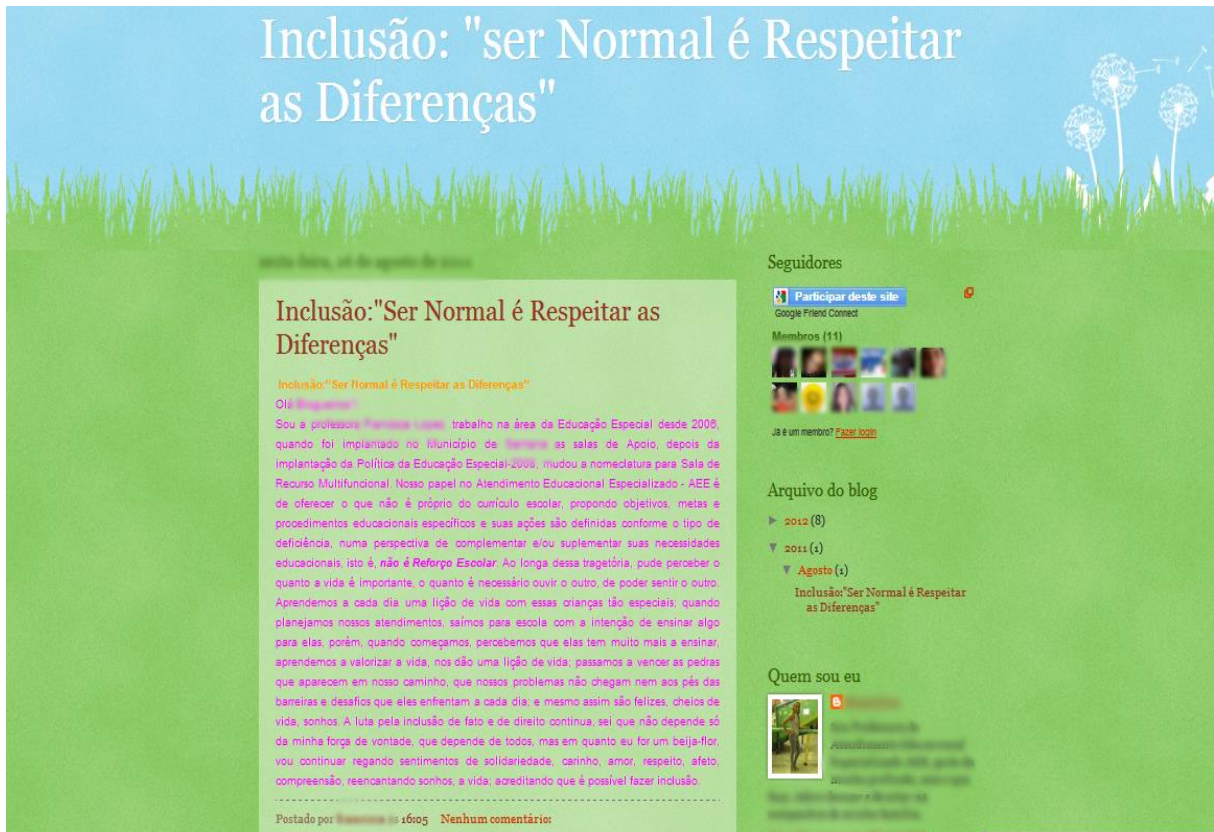 Inclusão: "ser Normal é Respeitar
as Diferenças"
Inclusão:"Ser Normal é Respeitar as
Diferenças"
Inclusão:"Ser Normal é Respeitar as Diferenças"
Olá
Sou a professora trabalho na área da Educação Especial desde 2006,
quando foi implantado no Município de as salas de Apoio, depois da
implantação da Política da Educação Especial-2008, mudou a nomecla​tura para Sala de
Recurso Multifuncional. Nosso papel no Atendimento Educacional Especializado - AEE é
de oferecer o que não é próprio do currículo escolar, propondo objetivos, metas e
procedimentos educacionais específicos e suas ações são definidas conforme o tipo de
deficiência, numa perspectiva de complementar e/ou suplementar suas necessidades
educacionais, isto é, não é Reforço Escolar. Ao longa dessa tragetória, pude perceber o
quanto a vida é importante, o quanto é necessário ouvir o outro, de poder sentir o outro.
Aprendemos a cada dia uma lição de vida com essas crianças tão especiais; quando
planejamos nossos atendimentos, saímos para escola com a intenção de ensinar algo
para elas, porém, quando começamos, percebemos que elas tem muito mais a ensinar,
aprendemos a valorizar a vida, nos dão uma lição de vida; passamos a vencer as pedras
que aparecem em nosso caminho, que nossos problemas não chegam nem aos pés das
barreiras e desafios que eles enfrentam a cada dia; e mesmo assim são felizes, cheios de
vida, sonhos. A luta pela inclusão de fato e de direito continua, sei que não depende só
da minha força de vontade, que depende de todos, mas em quanto eu for um beija-flor,
vou continuar regando sentimentos de solidariedade, carinho, amor, respeito, afeto,
compreensão, reencantando sonhos, a vida; acreditando que é possível fazer inclusão.
Postado por às 16:05 Nenhum comentário:
Seguidores
Participar deste site
Google Friend Connect
Membros (11)
Já é um membro? Fazer login
Arquivo do blog
► 2012 (8)
▼ 2011 (1)
▼ Agosto (1)
Inclusão:"Ser Normal é Respeitar
as Diferenças"
Quem sou eu